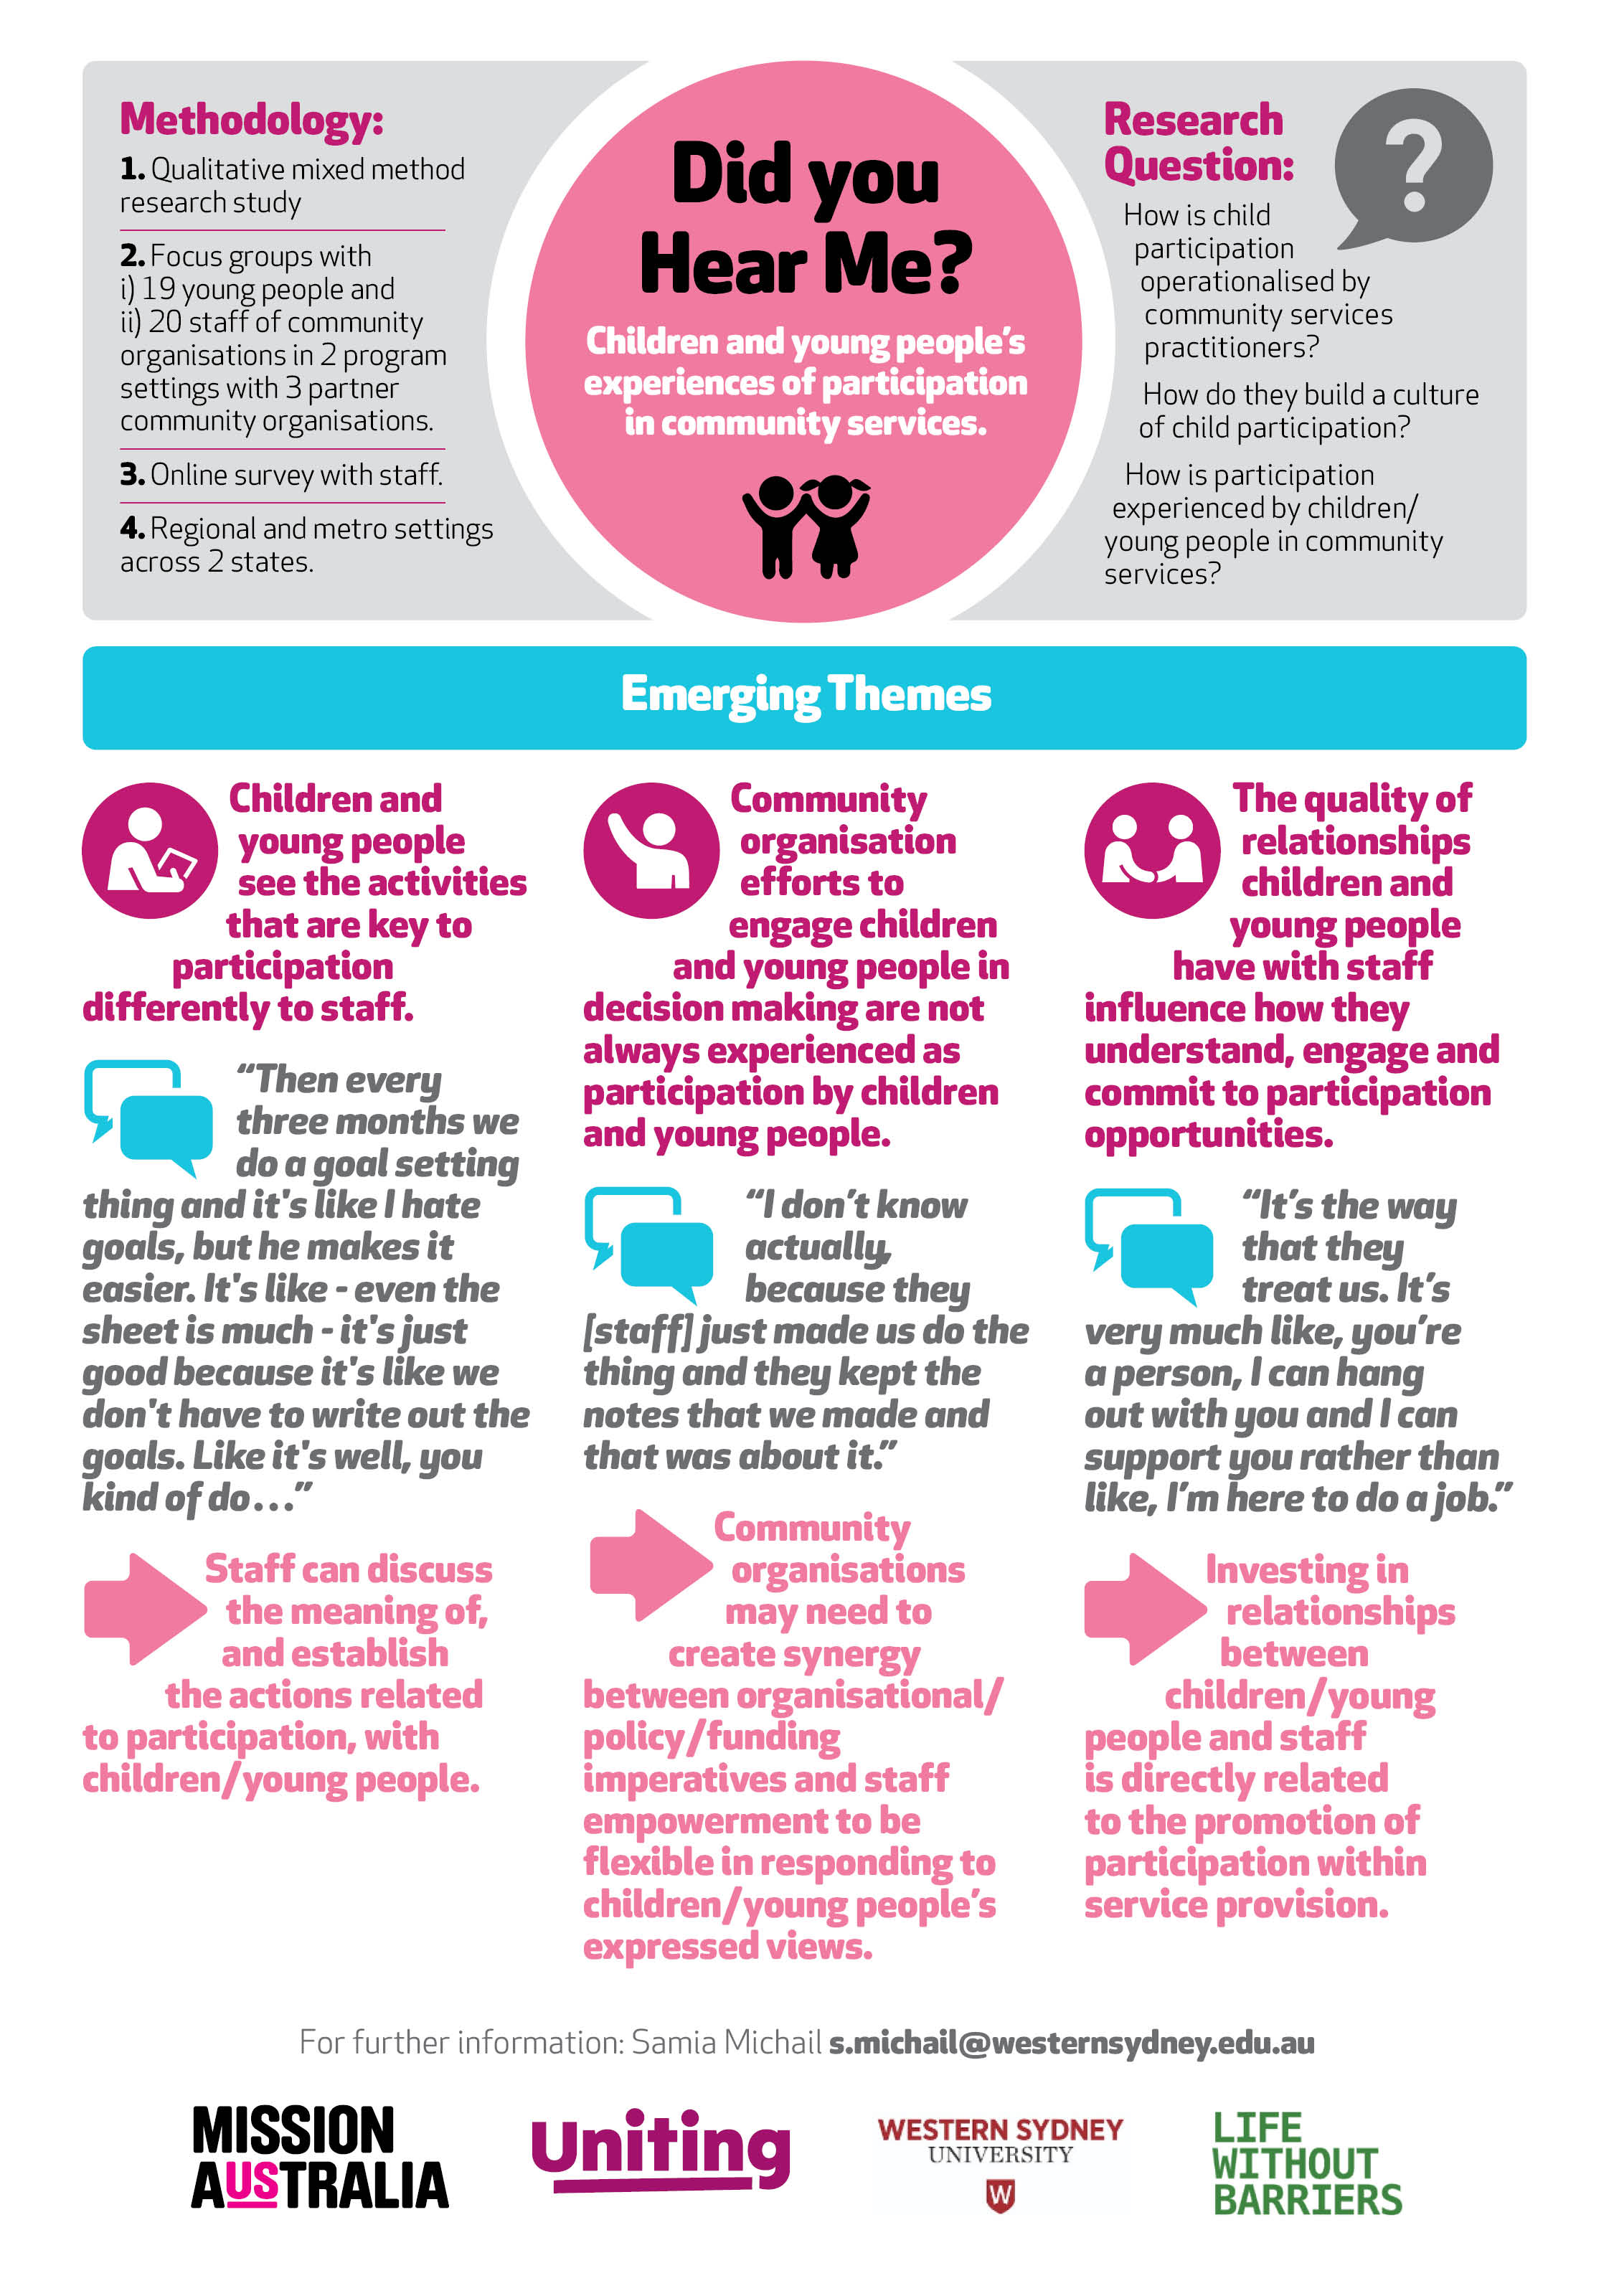 Methodology:
1. Qualitative mixed method
research study
2. Focus groups with
i) 19 young people and
ii) 20 staff of community
organisations in 2 program
settings with 3 partner
community organisations.
3. Online survey with staff.
4. Regional and metro settings
across 2 states.
Did you
Hear Me?
Children and young people's
experiences of participation
in community services.
Research
Question:
?
How is child
participation
operationalised by
community services
practitioners?
How do they build a culture
of child participation?
How is participation
experienced by children/
young people in community
services?
Emerging Themes
Children and
young people
see the activities
that are key to
participation
differently to staff.
“Then every
three months we
do a goal setting
thing and it's like I hate
goals, but he makes it
easier. It's like - even the
sheet is much - it's just
good because it's like we
don't have to write out the
goals. Like it's well, you
kind of do...”
Staff can discuss
the meaning of,
and establish
the actions related
to participation, with
children/young people.
Community
organisation
efforts to
engage children
and young people in
decision making are not
always experienced as
participation by children
and young people.
“I don’t know
actually,
because they
[staff] just made us do the
thing and they kept the
notes that we made and
that was about it.”
Community
organisations
may need to
create synergy
between organisational/
policy/funding
imperatives and staff
empowerment to be
flexible in responding to
children/young people’s
expressed views.
The quality of
relationships
children and
young people
have with staff
influence how they
understand, engage and
commit to participation
opportunities.
“It’s the way
that they
treat us. It’s
very much like, you’re
a person, I can hang
out with you and I can
support you rather than
like, I’m here to do a job.”
Investing in
relationships
between
children/young
people and staff
is directly related
to the promotion of
participation within
service provision.
For further information: Samia Michail s.michail@westernsydney.edu.au
MISSION
AUSTRALIA
Uniting
WESTERN SYDNEY
UNIVERSITY
W
LIFE
WITHOUT
BARRIERS